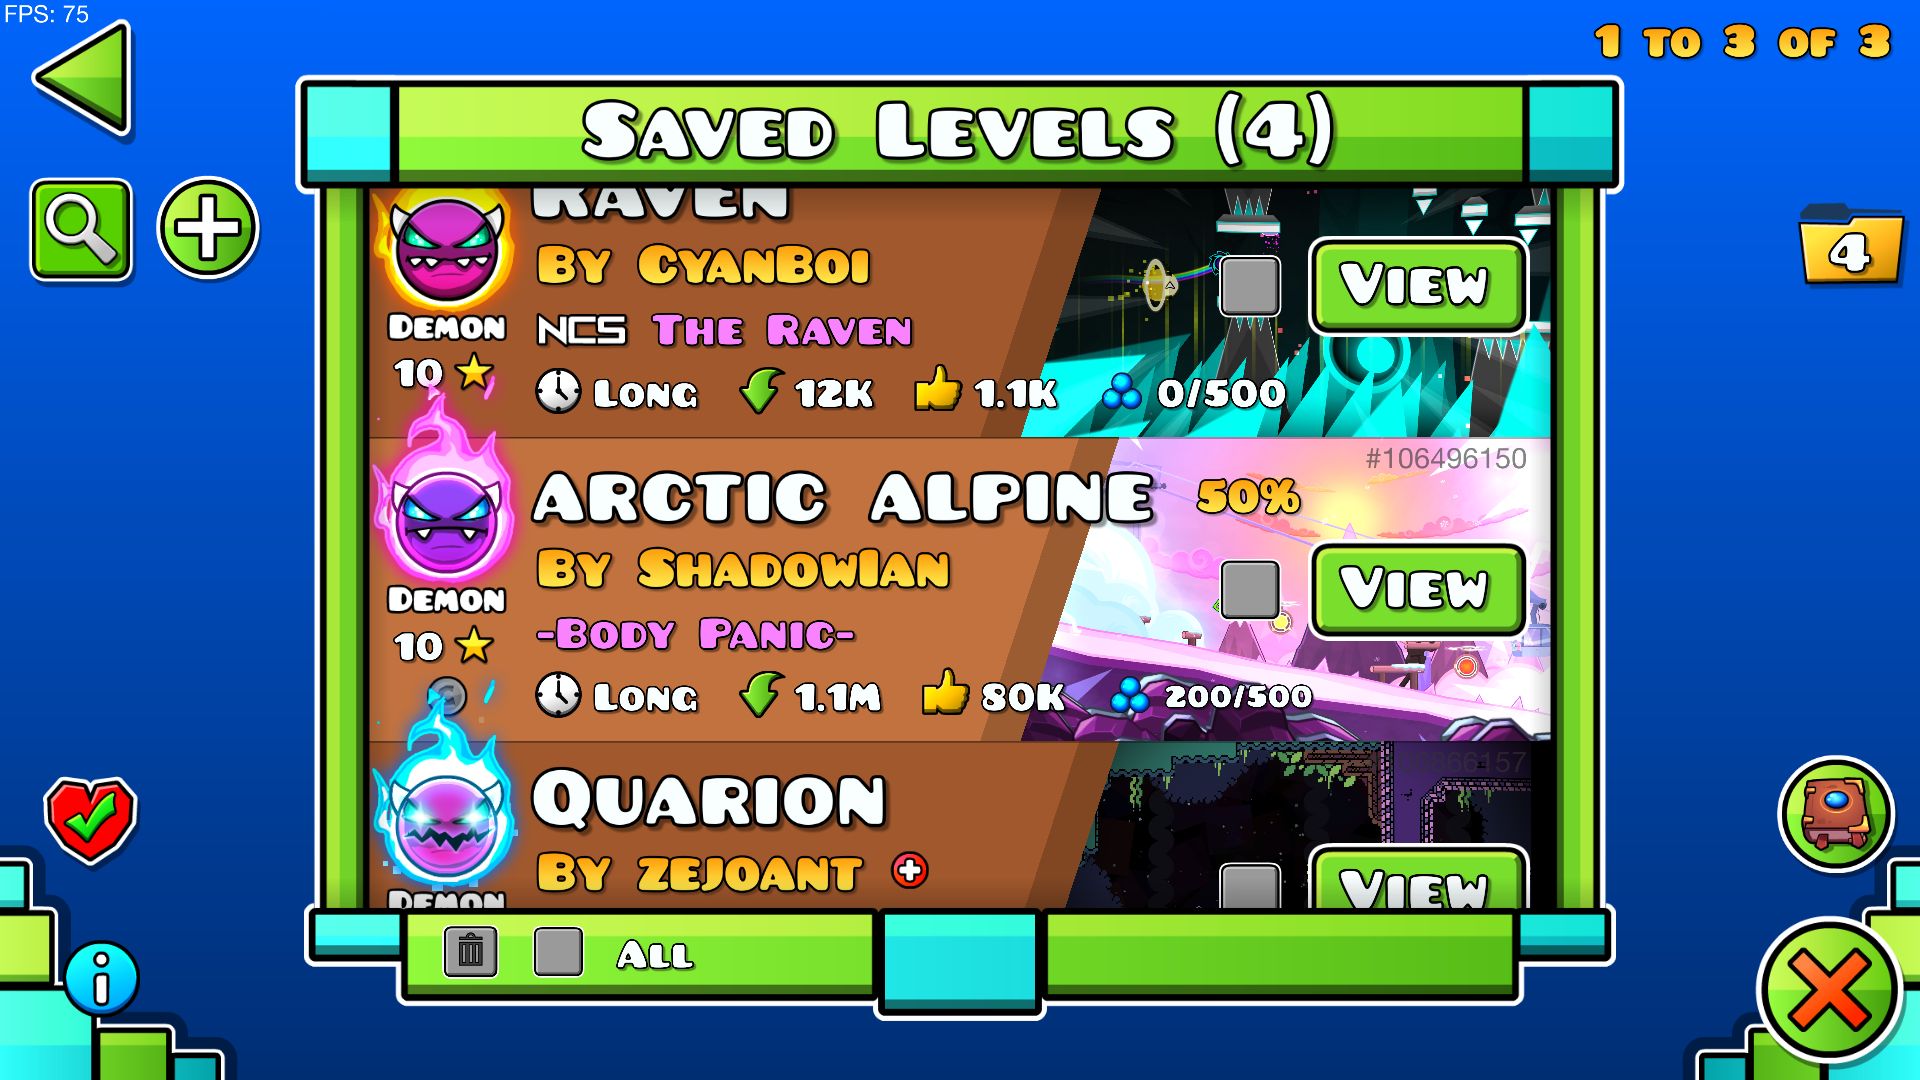 FPS: 75
1 to 3 of 3
Saved Levels (4)
4
Raven
By CyanBoi
View
Demon
NCS The Raven
10
Long 12K 1.1K 0/500
#106496150
ARCTIC ALPINE 50%
By ShadowIan
View
Demon
-Body Panic-
10
Long 1.1M 80K 200/500
Quarion
By zejoant
View
Demon
All